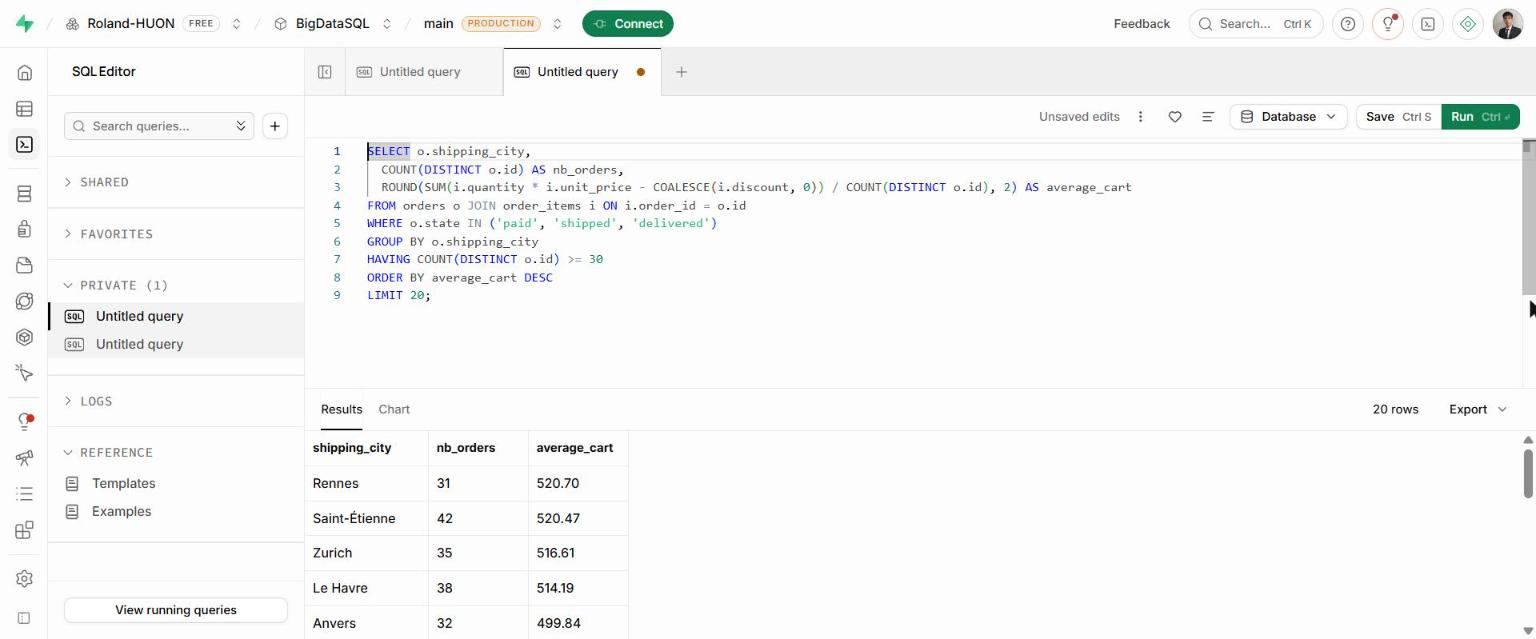 Roland-HUON FREE BigDataSQL main PRODUCTION Connect Feedback Search... Ctrl K
SQL Editor
Untitled query
Untitled query
Search queries...
Unsaved edits Database Save Ctrl S Run Ctrl ↵
SHARED
FAVORITES
PRIVATE (1)
Untitled query
Untitled query
LOGS
REFERENCE
Templates
Examples
View running queries
1 SELECT o.shipping_city,
2 COUNT(DISTINCT o.id) AS nb_orders,
3 ROUND(SUM(i.quantity * i.unit_price - COALESCE(i.discount, 0)) / COUNT(DISTINCT o.id), 2) AS average_cart
4 FROM orders o JOIN order_items i ON i.order_id = o.id
5 WHERE o.state IN ('paid', 'shipped', 'delivered')
6 GROUP BY o.shipping_city
7 HAVING COUNT(DISTINCT o.id) >= 30
8 ORDER BY average_cart DESC
9 LIMIT 20;
Results Chart 20 rows Export
shipping_city nb_orders average_cart
Rennes 31 520.70
Saint-Étienne 42 520.47
Zurich 35 516.61
Le Havre 38 514.19
Anvers 32 499.84